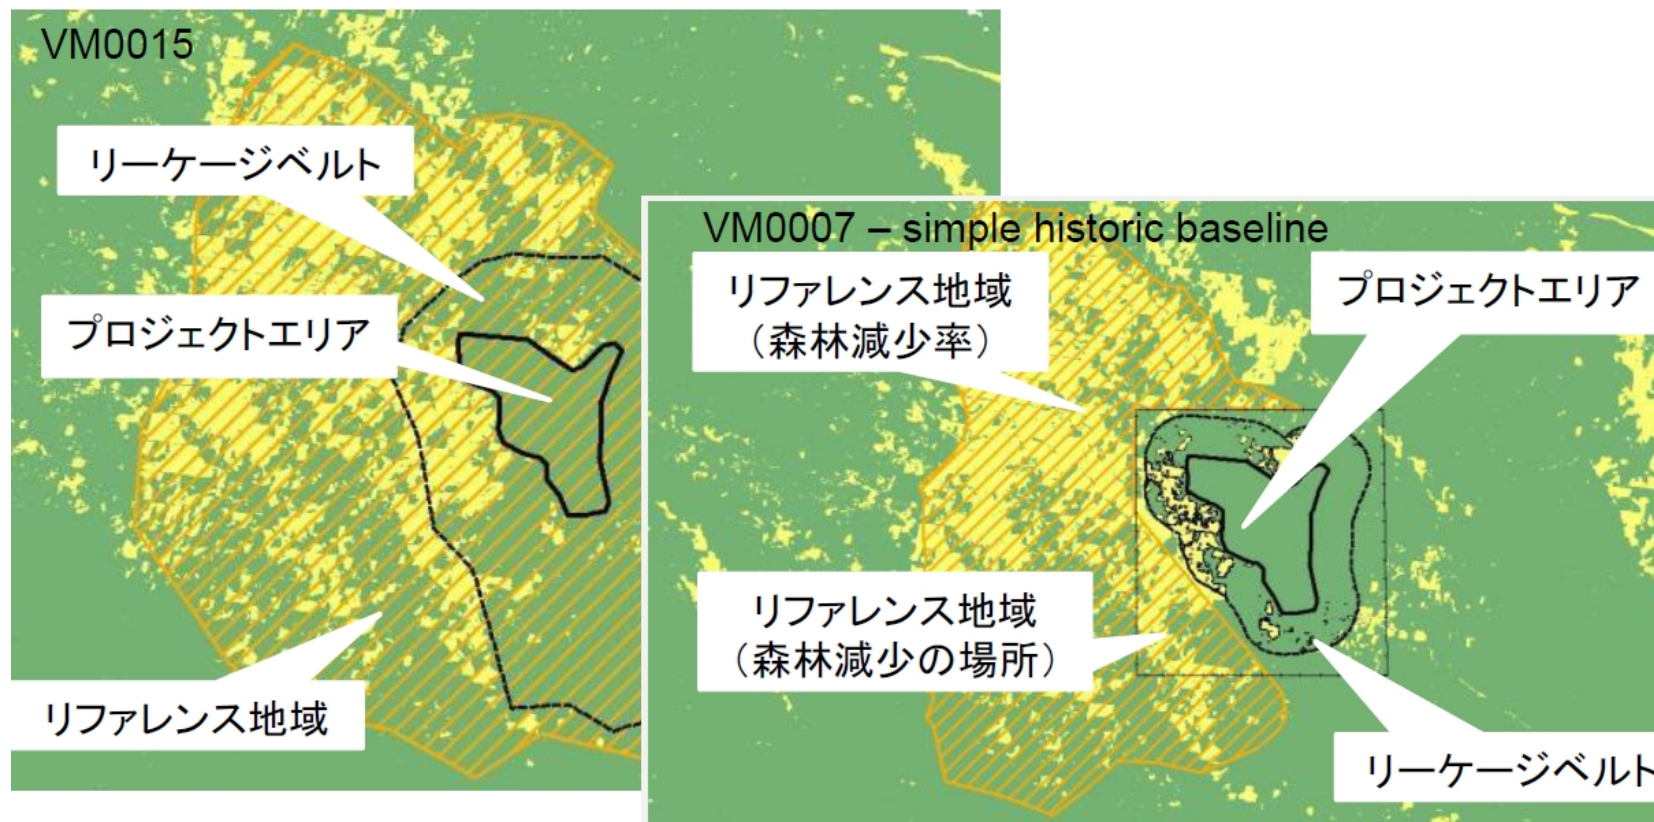 VM0015
リーケージベルト
プロジェクトエリア
リファレンス地域
VM0007 – simple historic baseline
リファレンス地域
（森林減少率）
プロジェクトエリア
リファレンス地域
（森林減少の場所）
リーケージベルト